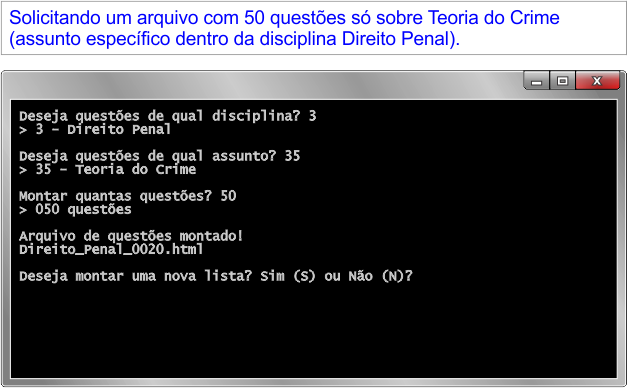 Solicitando um arquivo com 50 questões só sobre Teoria do Crime
(assunto específico dentro da disciplina Direito Penal).
Deseja questões de qual disciplina? 3
> 3 - Direito Penal
Deseja questões de qual assunto? 35
> 35 - Teoria do Crime
Montar quantas questões? 50
> 050 questões
Arquivo de questões montado!
Direito_Penal_0020.html
Deseja montar uma nova lista? Sim (S) ou Não (N)?